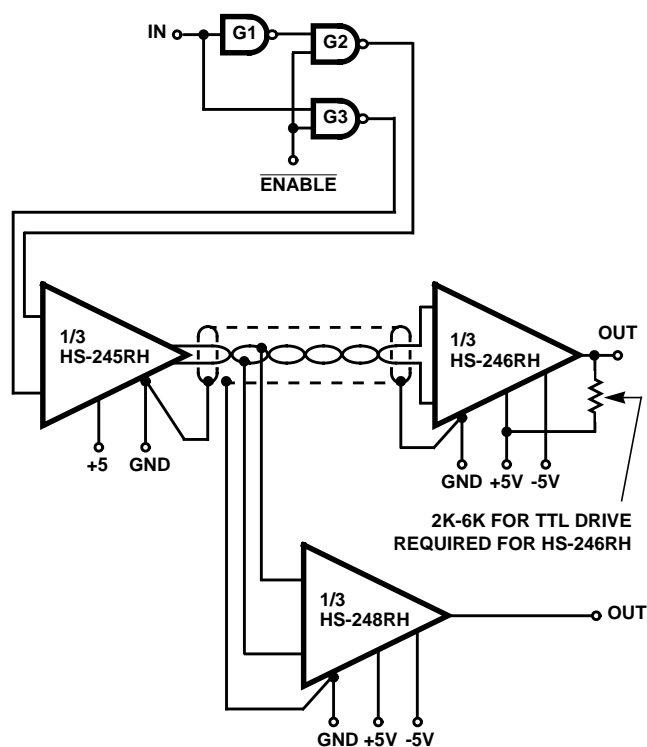 IN
G1
G2
G3
ENABLE
1/3
HS-245RH
+5
GND
1/3
HS-246RH
OUT
GND
+5V
-5V
2K-6K FOR TTL DRIVE
REQUIRED FOR HS-246RH
1/3
HS-248RH
OUT
GND
+5V
-5V